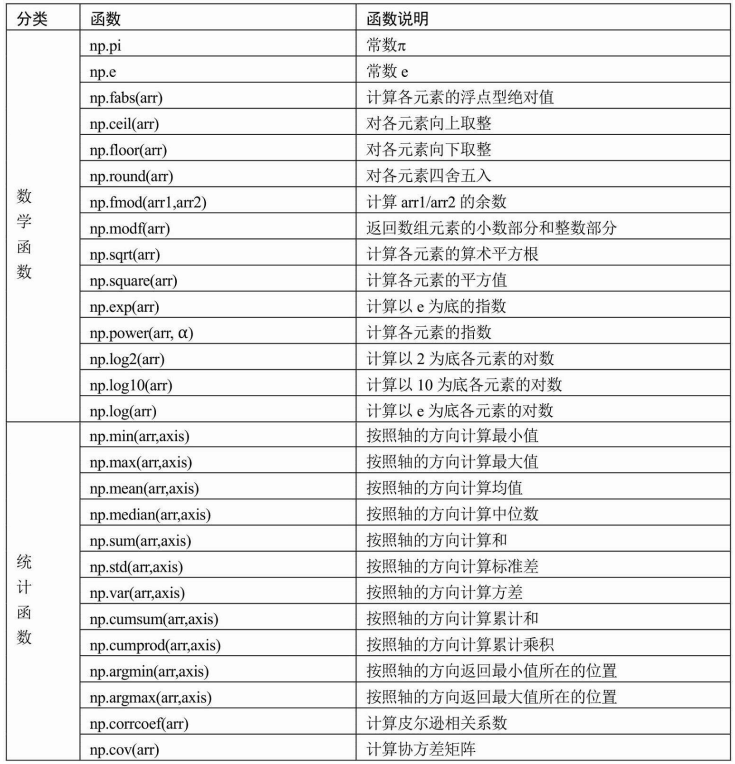 分类 函数 函数说明
np.pi 常数π
np.e 常数 e
np.fabs(arr) 计算各元素的浮点型绝对值
np.ceil(arr) 对各元素向上取整
np.floor(arr) 对各元素向下取整
np.round(arr) 对各元素四舍五入
数学函数 np.fmod(arr1,arr2) 计算 arr1/arr2 的余数
np.modf(arr) 返回数组元素的小数部分和整数部分
np.sqrt(arr) 计算各元素的算术平方根
np.square(arr) 计算各元素的平方值
np.exp(arr) 计算以 e 为底的指数
np.power(arr, α) 计算各元素的指数
np.log2(arr) 计算以 2 为底各元素的对数
np.log10(arr) 计算以 10 为底各元素的对数
np.log(arr) 计算以 e 为底各元素的对数
np.min(arr,axis) 按照轴的方向计算最小值
np.max(arr,axis) 按照轴的方向计算最大值
np.mean(arr,axis) 按照轴的方向计算均值
np.median(arr,axis) 按照轴的方向计算中位数
np.sum(arr,axis) 按照轴的方向计算和
统计函数 np.std(arr,axis) 按照轴的方向计算标准差
np.var(arr,axis) 按照轴的方向计算方差
np.cumsum(arr,axis) 按照轴的方向计算累计和
np.cumprod(arr,axis) 按照轴的方向计算累计乘积
np.argmin(arr,axis) 按照轴的方向返回最小值所在的位置
np.argmax(arr,axis) 按照轴的方向返回最大值所在的位置
np.corrcoef(arr) 计算皮尔逊相关系数
np.cov(arr) 计算协方差矩阵